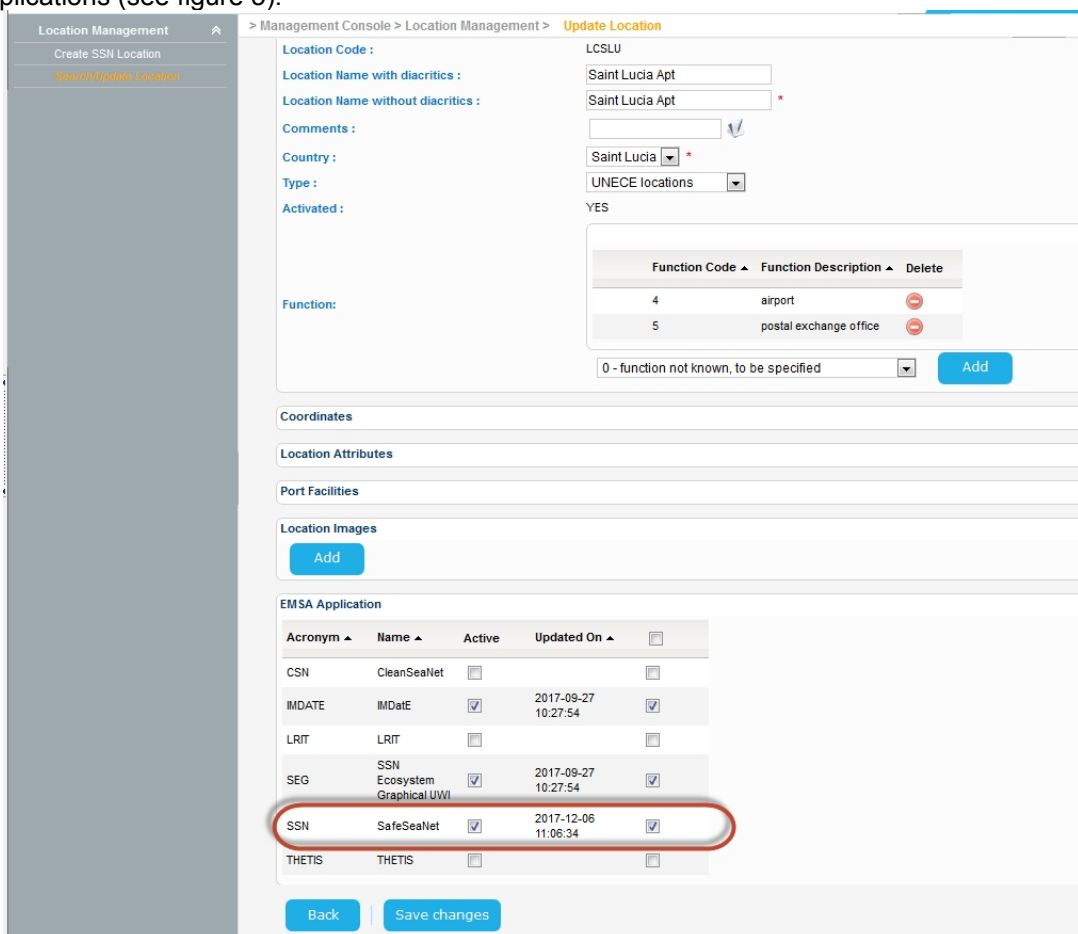 plications (see figure 3).
Location Management
> Management Console > Location Management > Update Location
Create SSN Location
Search/Update Location
Location Code : LCSLU
Location Name with diacritics : Saint Lucia Apt
Location Name without diacritics : Saint Lucia Apt *
Comments :
Country : Saint Lucia *
Type : UNECE locations
Activated : YES
Function Code Function Description Delete
Function:
4 airport
5 postal exchange office
0 - function not known, to be specified Add
Coordinates
Location Attributes
Port Facilities
Location Images
Add
EMSA Application
Acronym Name Active Updated On
CSN CleanSeaNet
IMDATE IMDatE 2017-09-27
10:27:54
LRIT LRIT
SEG SSN Ecosystem Graphical UWI 2017-09-27
10:27:54
SSN SafeSeaNet 2017-12-06
11:06:34
THETIS THETIS
Back Save changes